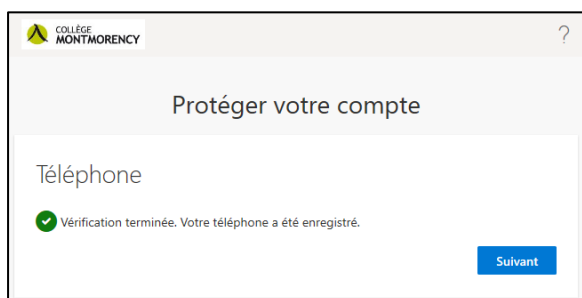 COLLÈGE
MONTMORENCY
?
Protéger votre compte
Téléphone
Vérification terminée. Votre téléphone a été enregistré.
Suivant